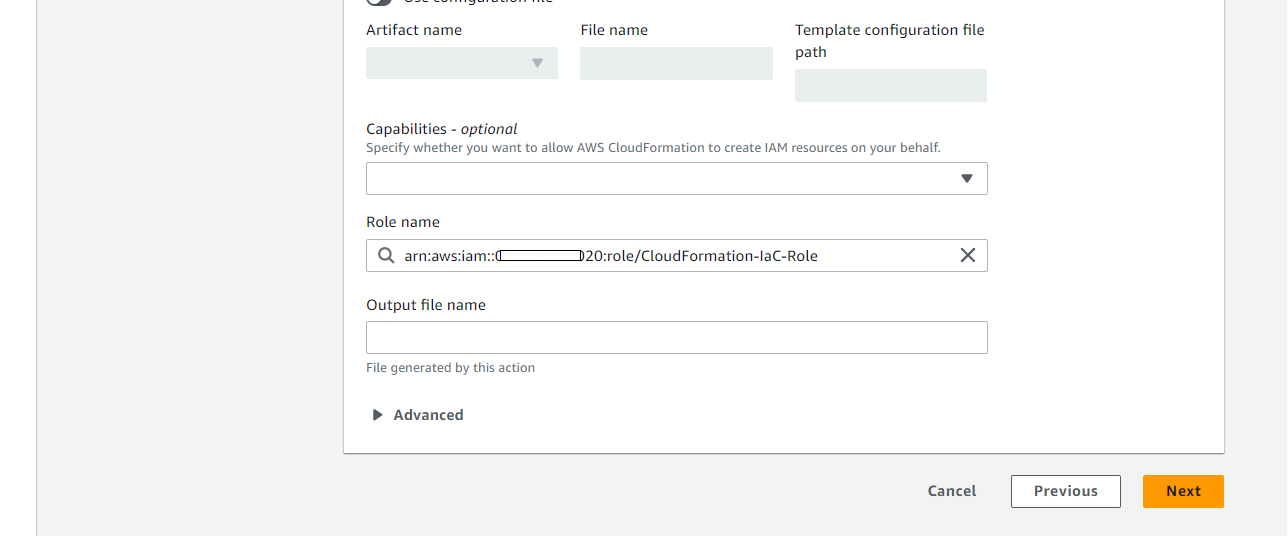 Use configuration file
Artifact name
File name
Template configuration file
path
Capabilities - optional
Specify whether you want to allow AWS CloudFormation to create IAM resources on your behalf.
Role name
arn:aws:iam::020:role/CloudFormation-IaC-Role
Output file name
File generated by this action
Advanced
Cancel
Previous
Next